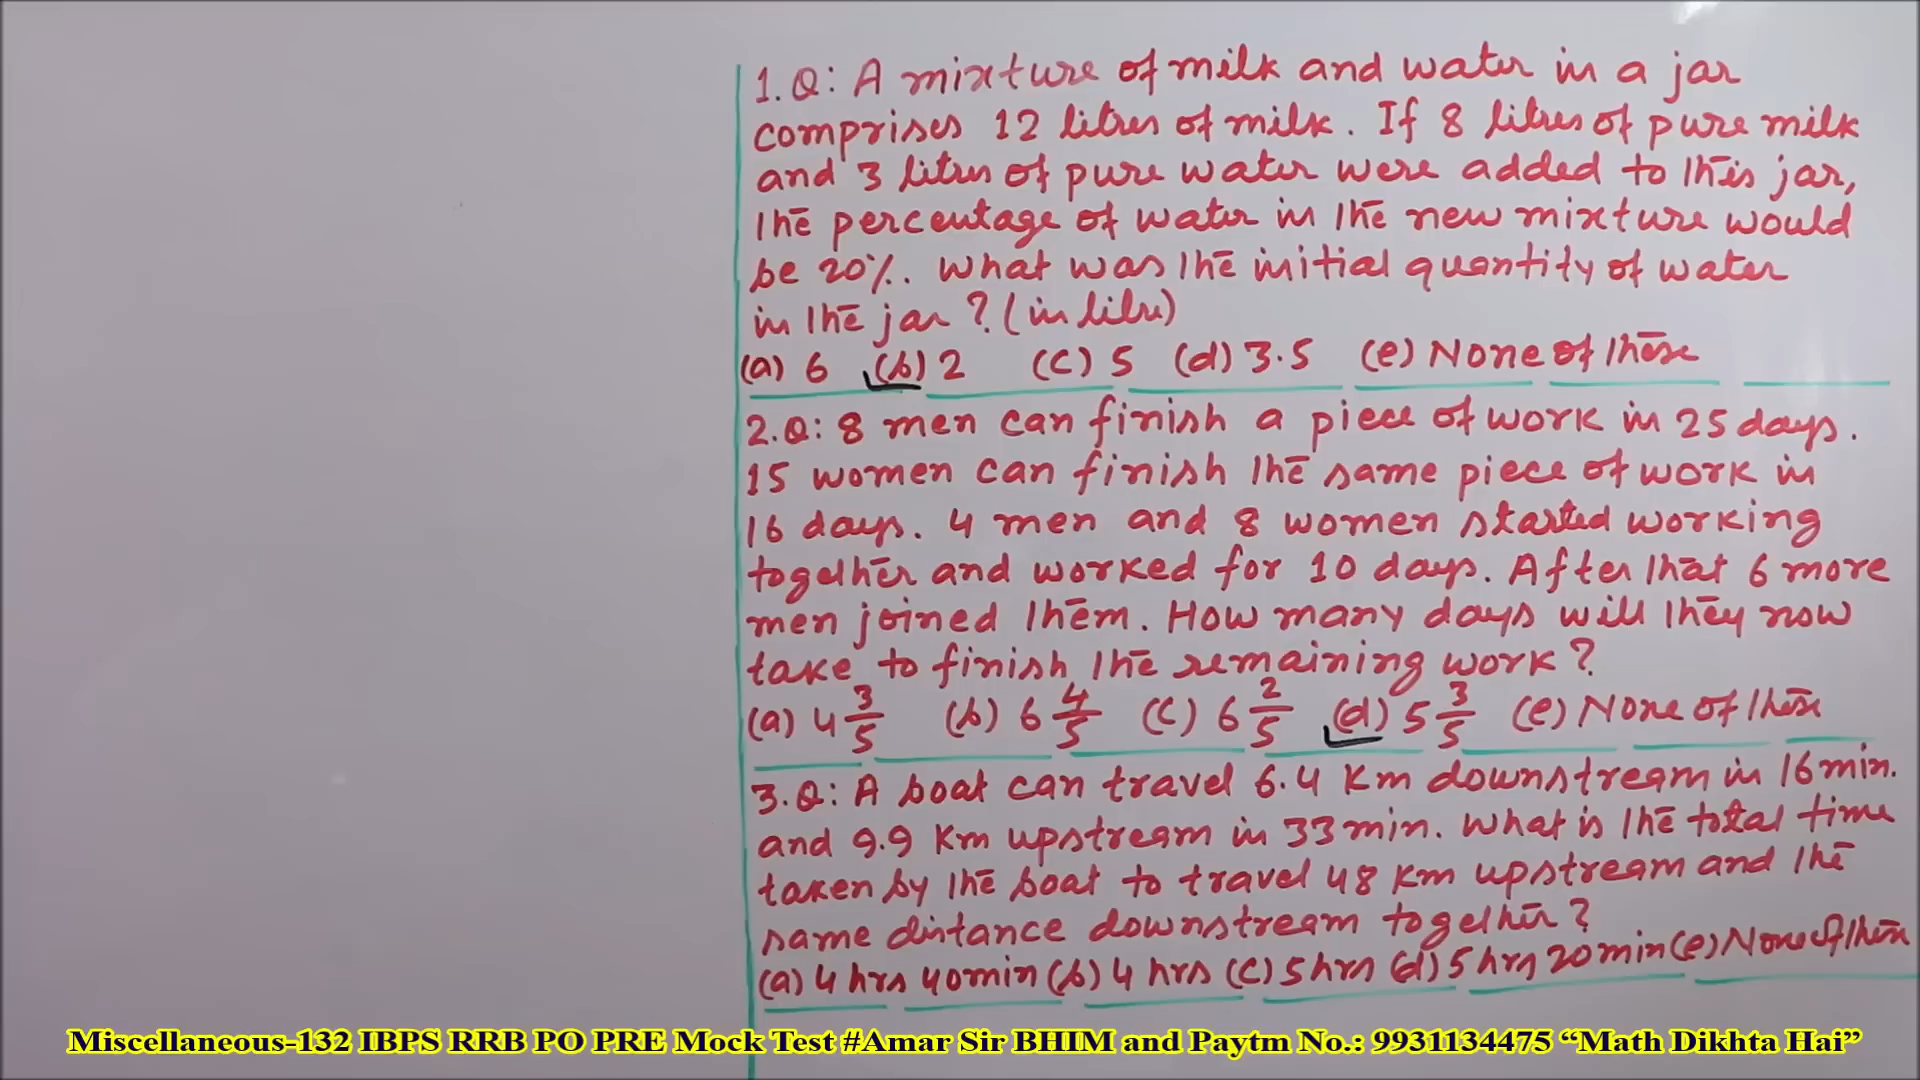 1.Q: A mixture of milk and water in a jar
comprises 12 litres of milk. If 8 litres of pure milk
and 3 litres of pure water were added to this jar,
the percentage of water in the new mixture would
be 20%. What was the initial quantity of water
in the jar ? (in litre)
(a) 6 (b) 2 (c) 5 (d) 3.5 (e) None of these
2.Q: 8 men can finish a piece of work in 25 days.
15 women can finish the same piece of work in
16 days. 4 men and 8 women started working
together and worked for 10 days. After that 6 more
men joined them. How many days will they now
take to finish the remaining work ?
(a) 4 3/5 (b) 6 4/5 (c) 6 2/5 (d) 5 3/5 (e) None of these
3.Q: A boat can travel 6.4 Km downstream in 16 min.
and 9.9 Km upstream in 33 min. What is the total time
taken by the boat to travel 48 Km upstream and the
same distance downstream together ?
(a) 4 hrs 40 min (b) 4 hrs (c) 5 hrs (d) 5 hrs 20 min (e) None of these
Miscellaneous-132 IBPS RRB PO PRE Mock Test #Amar Sir BHIM and Paytm No.: 9931134475 “Math Dikhta Hai”